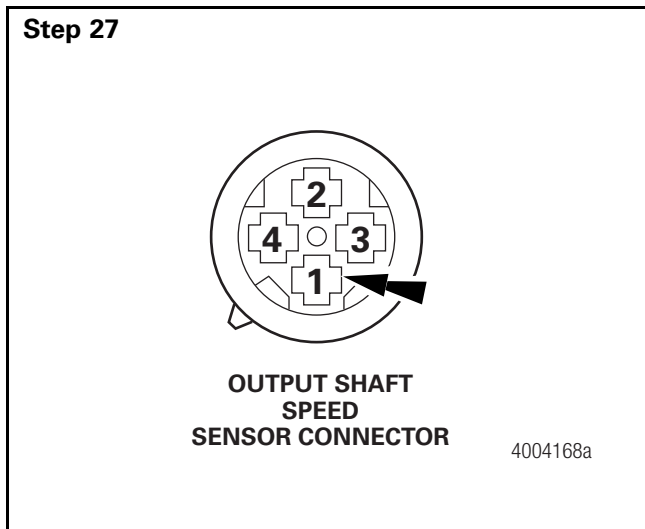 Step 27
2
4 3
1
OUTPUT SHAFT
SPEED
SENSOR CONNECTOR
4004168a